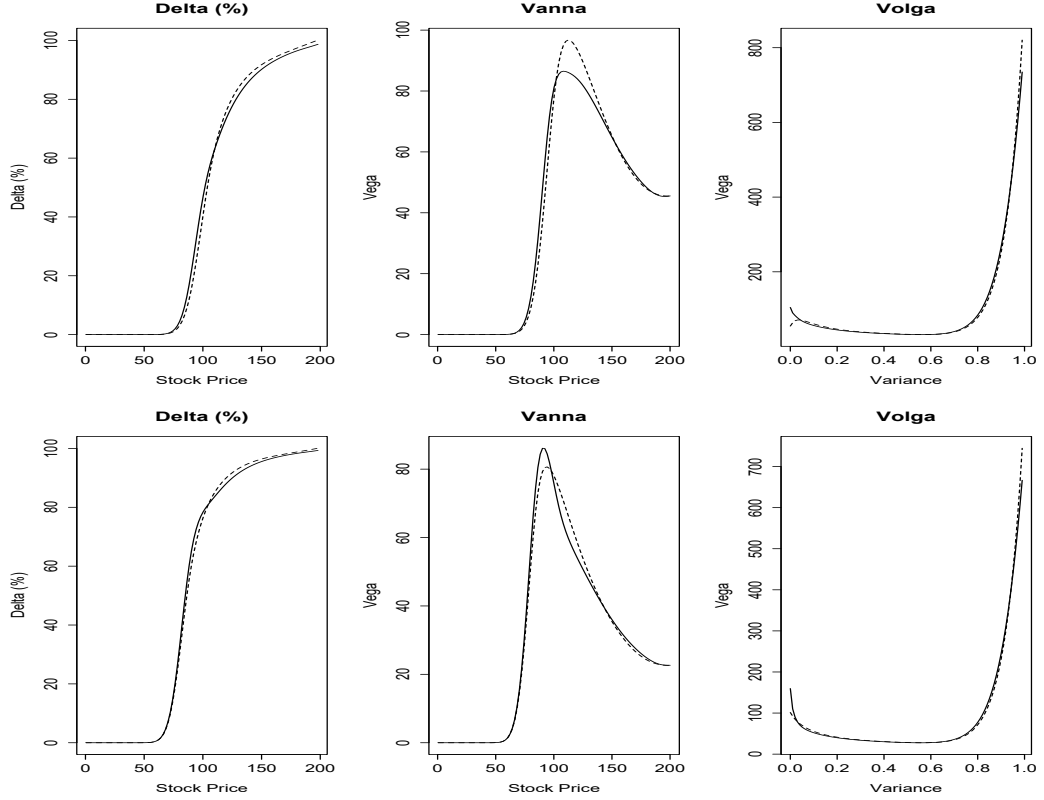 Delta (%)
Delta (%)
0 20 40 60 80 100
0 50 100 150 200
Stock Price
Vanna
Vega
0 20 40 60 80 100
0 50 100 150 200
Stock Price
Volga
Vega
200 400 600 800
0.0 0.2 0.4 0.6 0.8 1.0
Variance
Delta (%)
Delta (%)
0 20 40 60 80 100
0 50 100 150 200
Stock Price
Vanna
Vega
0 20 40 60 80
0 50 100 150 200
Stock Price
Volga
Vega
0 100 200 300 400 500 600 700
0.0 0.2 0.4 0.6 0.8 1.0
Variance